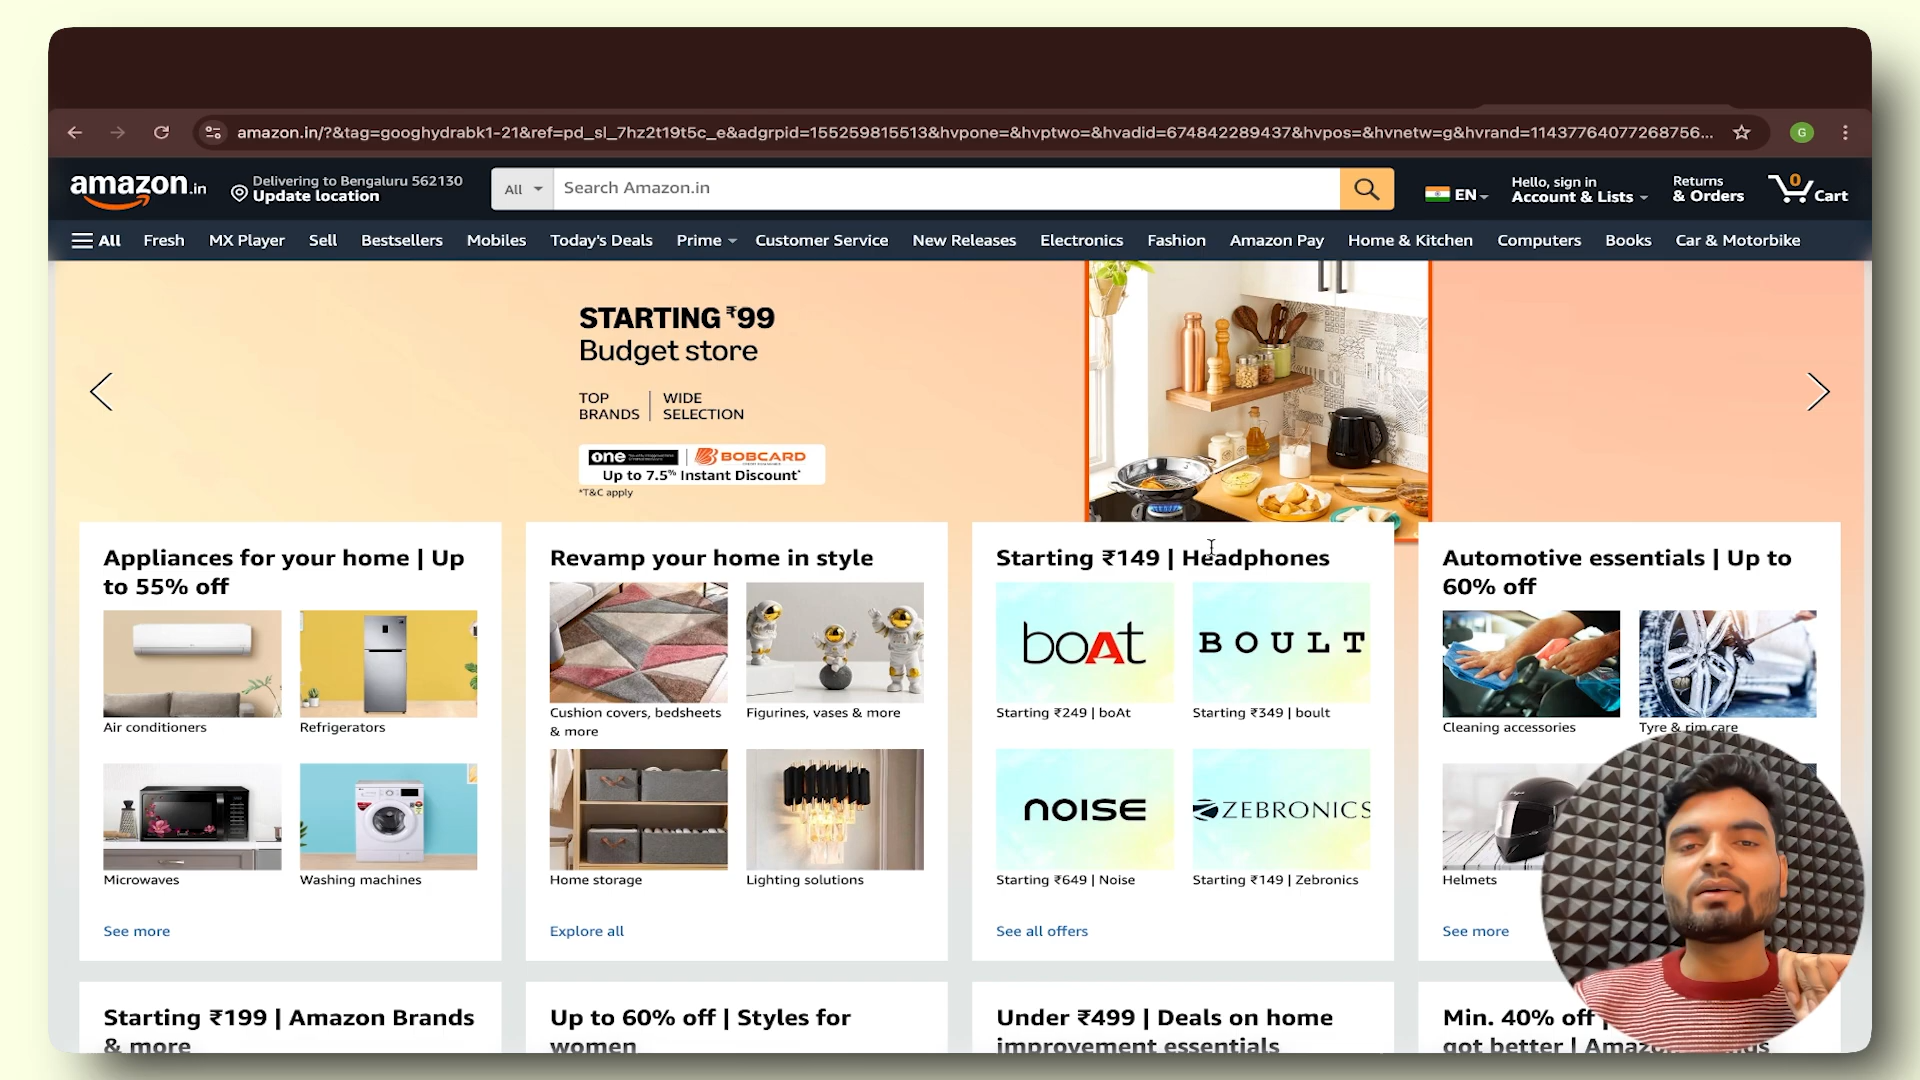 amazon.in/?&tag=googhydrabk1-21&ref=pd_sl_7hz2t19t5c_e&adgrpid=155259815513&hvpone=&hvptwo=&hvadid=674842289437&hvpos=&hvnetw=g&hvrand=11437764077268756...
G
amazon.in
Delivering to Bengaluru 562130
Update location
All
Search Amazon.in
EN
Hello, sign in
Account & Lists
Returns
& Orders
0
Cart
All Fresh MX Player Sell Bestsellers Mobiles Today's Deals Prime Customer Service New Releases Electronics Fashion Amazon Pay Home & Kitchen Computers Books Car & Motorbike
STARTING ₹99
Budget store
TOP
BRANDS
WIDE
SELECTION
one
BOBCARD
Up to 7.5% Instant Discount*
*T&C apply
Appliances for your home | Up
to 55% off
Air conditioners
Refrigerators
Microwaves
Washing machines
See more
Revamp your home in style
Cushion covers, bedsheets
& more
Figurines, vases & more
Home storage
Lighting solutions
Explore all
Starting ₹149 | Headphones
boAt
BOULT
Starting ₹249 | boAt
Starting ₹349 | boult
noise
ZEBRONICS
Starting ₹649 | Noise
Starting ₹149 | Zebronics
See all offers
Automotive essentials | Up to
60% off
Cleaning accessories
Tyre & rim care
Helmets
See more
Starting ₹199 | Amazon Brands
& more
Up to 60% off | Styles for
women
Under ₹499 | Deals on home
improvement essentials
Min. 40% off |
got better | Amaz